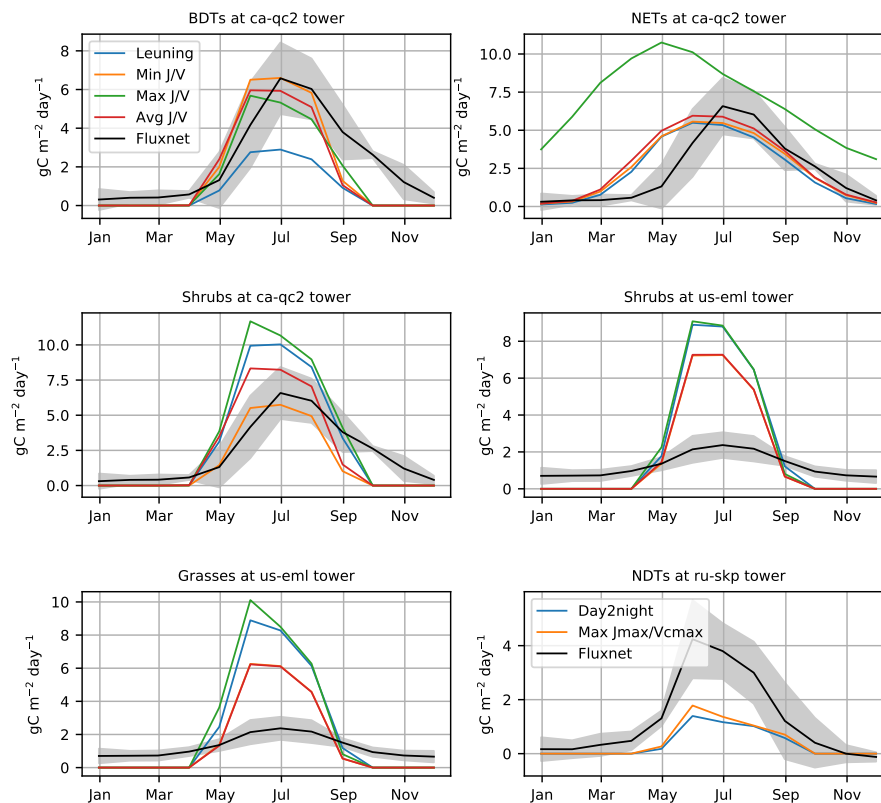 BDTs at ca-qc2 tower
gC m⁻² day⁻¹
8
6
4
2
0
Leuning
Min J/V
Max J/V
Avg J/V
Fluxnet
Jan Mar May Jul Sep Nov
NETs at ca-qc2 tower
gC m⁻² day⁻¹
10.0
7.5
5.0
2.5
0.0
Jan Mar May Jul Sep Nov
Shrubs at ca-qc2 tower
gC m⁻² day⁻¹
10.0
7.5
5.0
2.5
0.0
Jan Mar May Jul Sep Nov
Shrubs at us-eml tower
gC m⁻² day⁻¹
8
6
4
2
0
Jan Mar May Jul Sep Nov
Grasses at us-eml tower
gC m⁻² day⁻¹
10
8
6
4
2
0
Jan Mar May Jul Sep Nov
NDTs at ru-skp tower
gC m⁻² day⁻¹
4
2
0
Day2night
Max Jmax/Vcmax
Fluxnet
Jan Mar May Jul Sep Nov